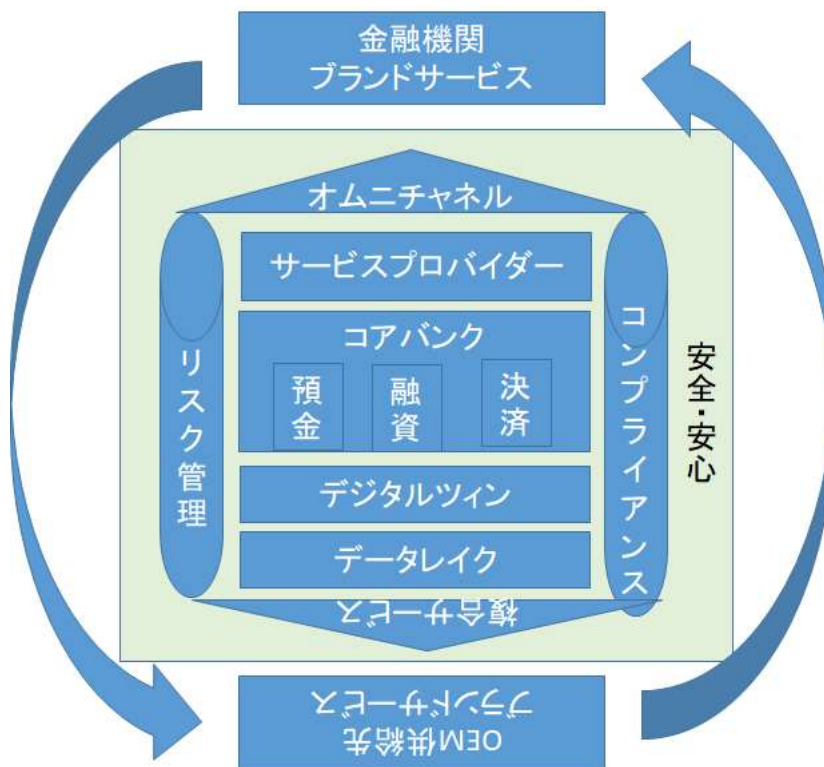 金融機関
ブランドサービス
オムニチャネル
サービスプロバイダー
コアバンク
預金
融資
決済
デジタルツィン
データレイク
リスク管理
コンプライアンス
安全・安心
複合サービス
OEM供給先
ブランドサービス